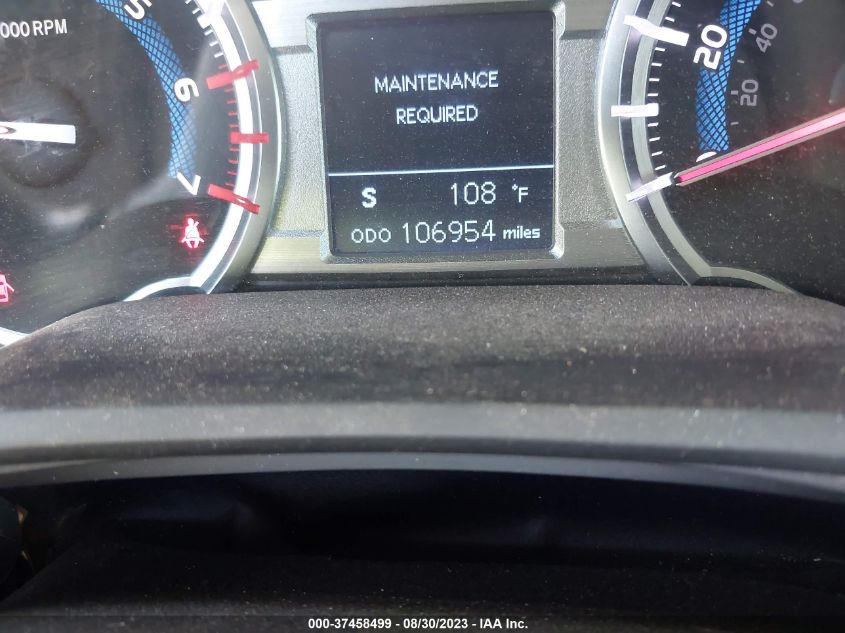 000 RPM
5
6
7
MAINTENANCE
REQUIRED
S 108 °F
ODO 106954 miles
20
40
20
000-37458499 - 08/30/2023 - IAA Inc.